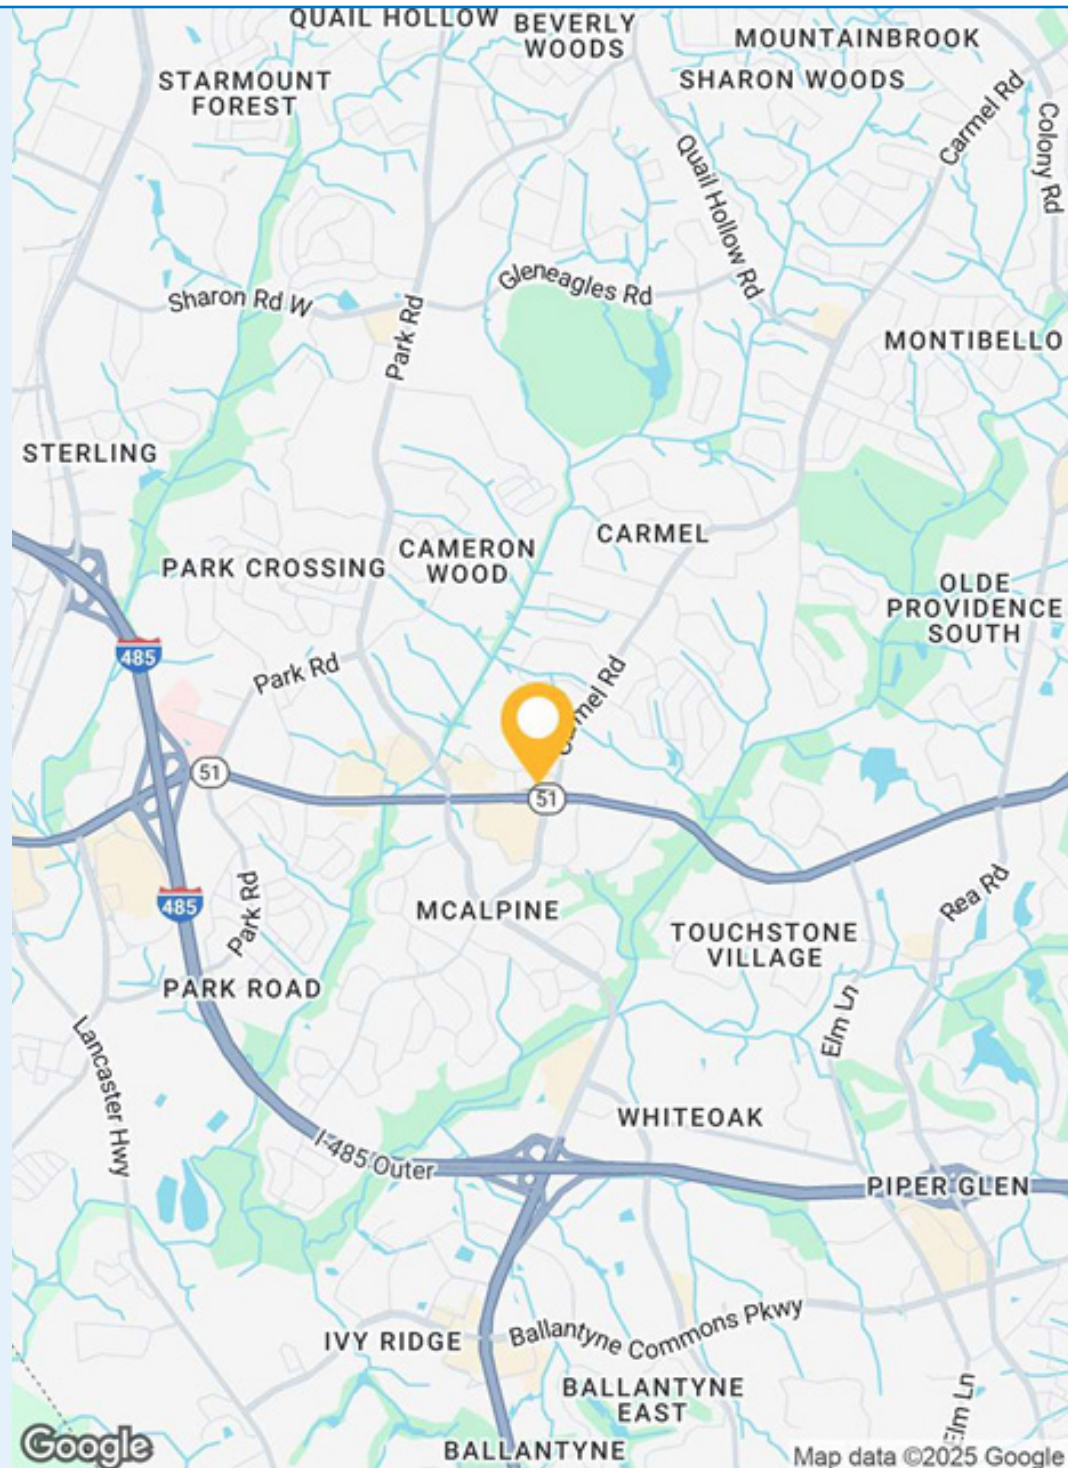 QUAIL HOLLOW
BEVERLY
WOODS
MOUNTAINBROOK
STARMOUNT
FOREST
SHARON WOODS
Carmel Rd
Colony Rd
Quail Hollow Rd
Gleneagles Rd
Sharon Rd W
Park Rd
MONTIBELLO
STERLING
CARMEL
CAMERON
WOOD
PARK CROSSING
OLDE
PROVIDENCE
SOUTH
485
Park Rd
Carmel Rd
51
51
485
Park Rd
MCALPINE
Rea Rd
TOUCHSTONE
VILLAGE
PARK ROAD
Elm Ln
Lancaster Hwy
WHITEOAK
I-485 Outer
PIPER GLEN
IVY RIDGE
Ballantyne Commons Pkwy
BALLANTYNE
EAST
Elm Ln
BALLANTYNE
Google
Map data ©2025 Google